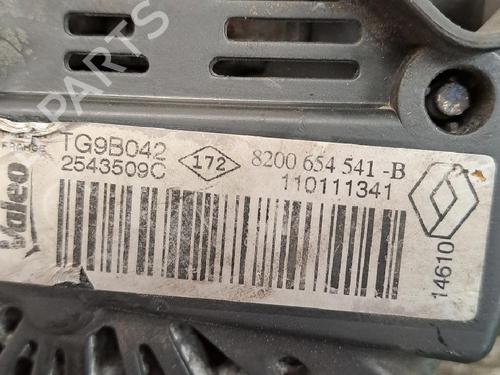 B PARTS
TG9B042
2543509C
172
8200 654 541 -B
110111341
Valeo
14610